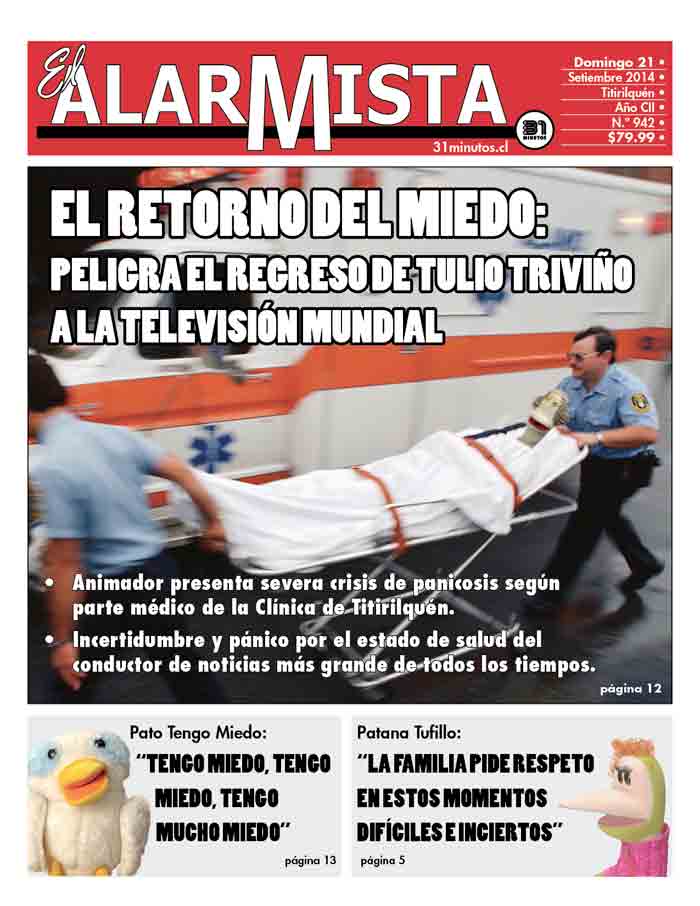 El ALARMISTA
31 MINUTOS
31minutos.cl
Domingo 21 •
Setiembre 2014 •
Titirilquén •
Año CII •
N.º 942 •
$79.99 •
EL RETORNO DEL MIEDO:
PELIGRA EL REGRESO DE TULIO TRIVIÑO
A LA TELEVISIÓN MUNDIAL
• Animador presenta severa crisis de panicosis según
parte médico de la Clínica de Titirilquén.
• Incertidumbre y pánico por el estado de salud del
conductor de noticias más grande de todos los tiempos.
página 12
Pato Tengo Miedo:
“TENGO MIEDO, TENGO
MIEDO, TENGO
MUCHO MIEDO”
página 13
Patana Tufillo:
“LA FAMILIA PIDE RESPETO
EN ESTOS MOMENTOS
DIFÍCILES E INCIERTOS”
página 5